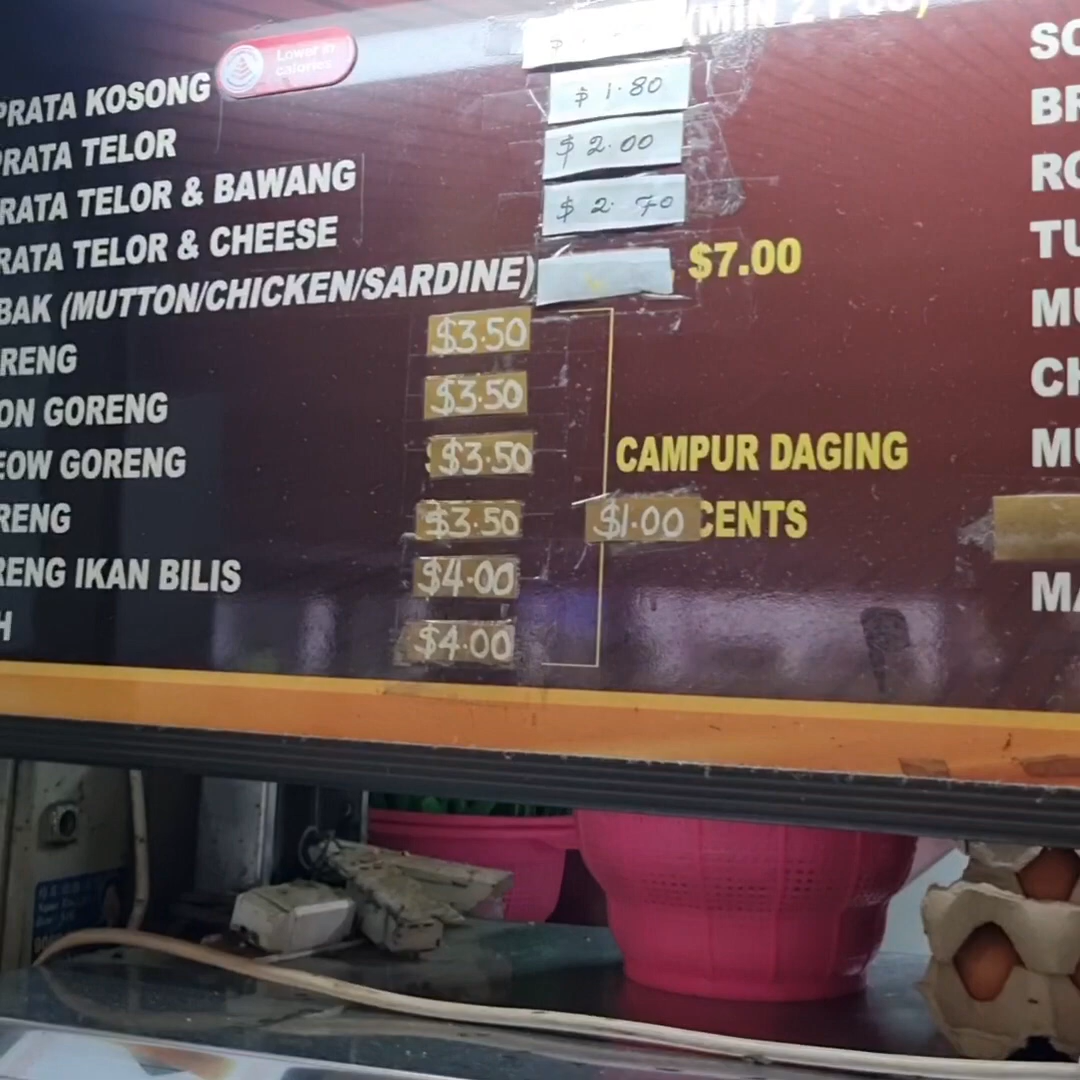 (MIN 2 PCS)
Lower in
calories
PRATA KOSONG
$ 1.80
PRATA TELOR
$ 2.00
RATA TELOR & BAWANG
$ 2.70
RATA TELOR & CHEESE
BAK (MUTTON/CHICKEN/SARDINE) $7.00
RENG $3.50
ON GORENG $3.50
EOW GORENG $3.50
RENG $3.50
RENG IKAN BILIS $4.00
H $4.00
CAMPUR DAGING
$1.00 CENTS
SO
BR
RO
TU
MU
CH
MU
MA